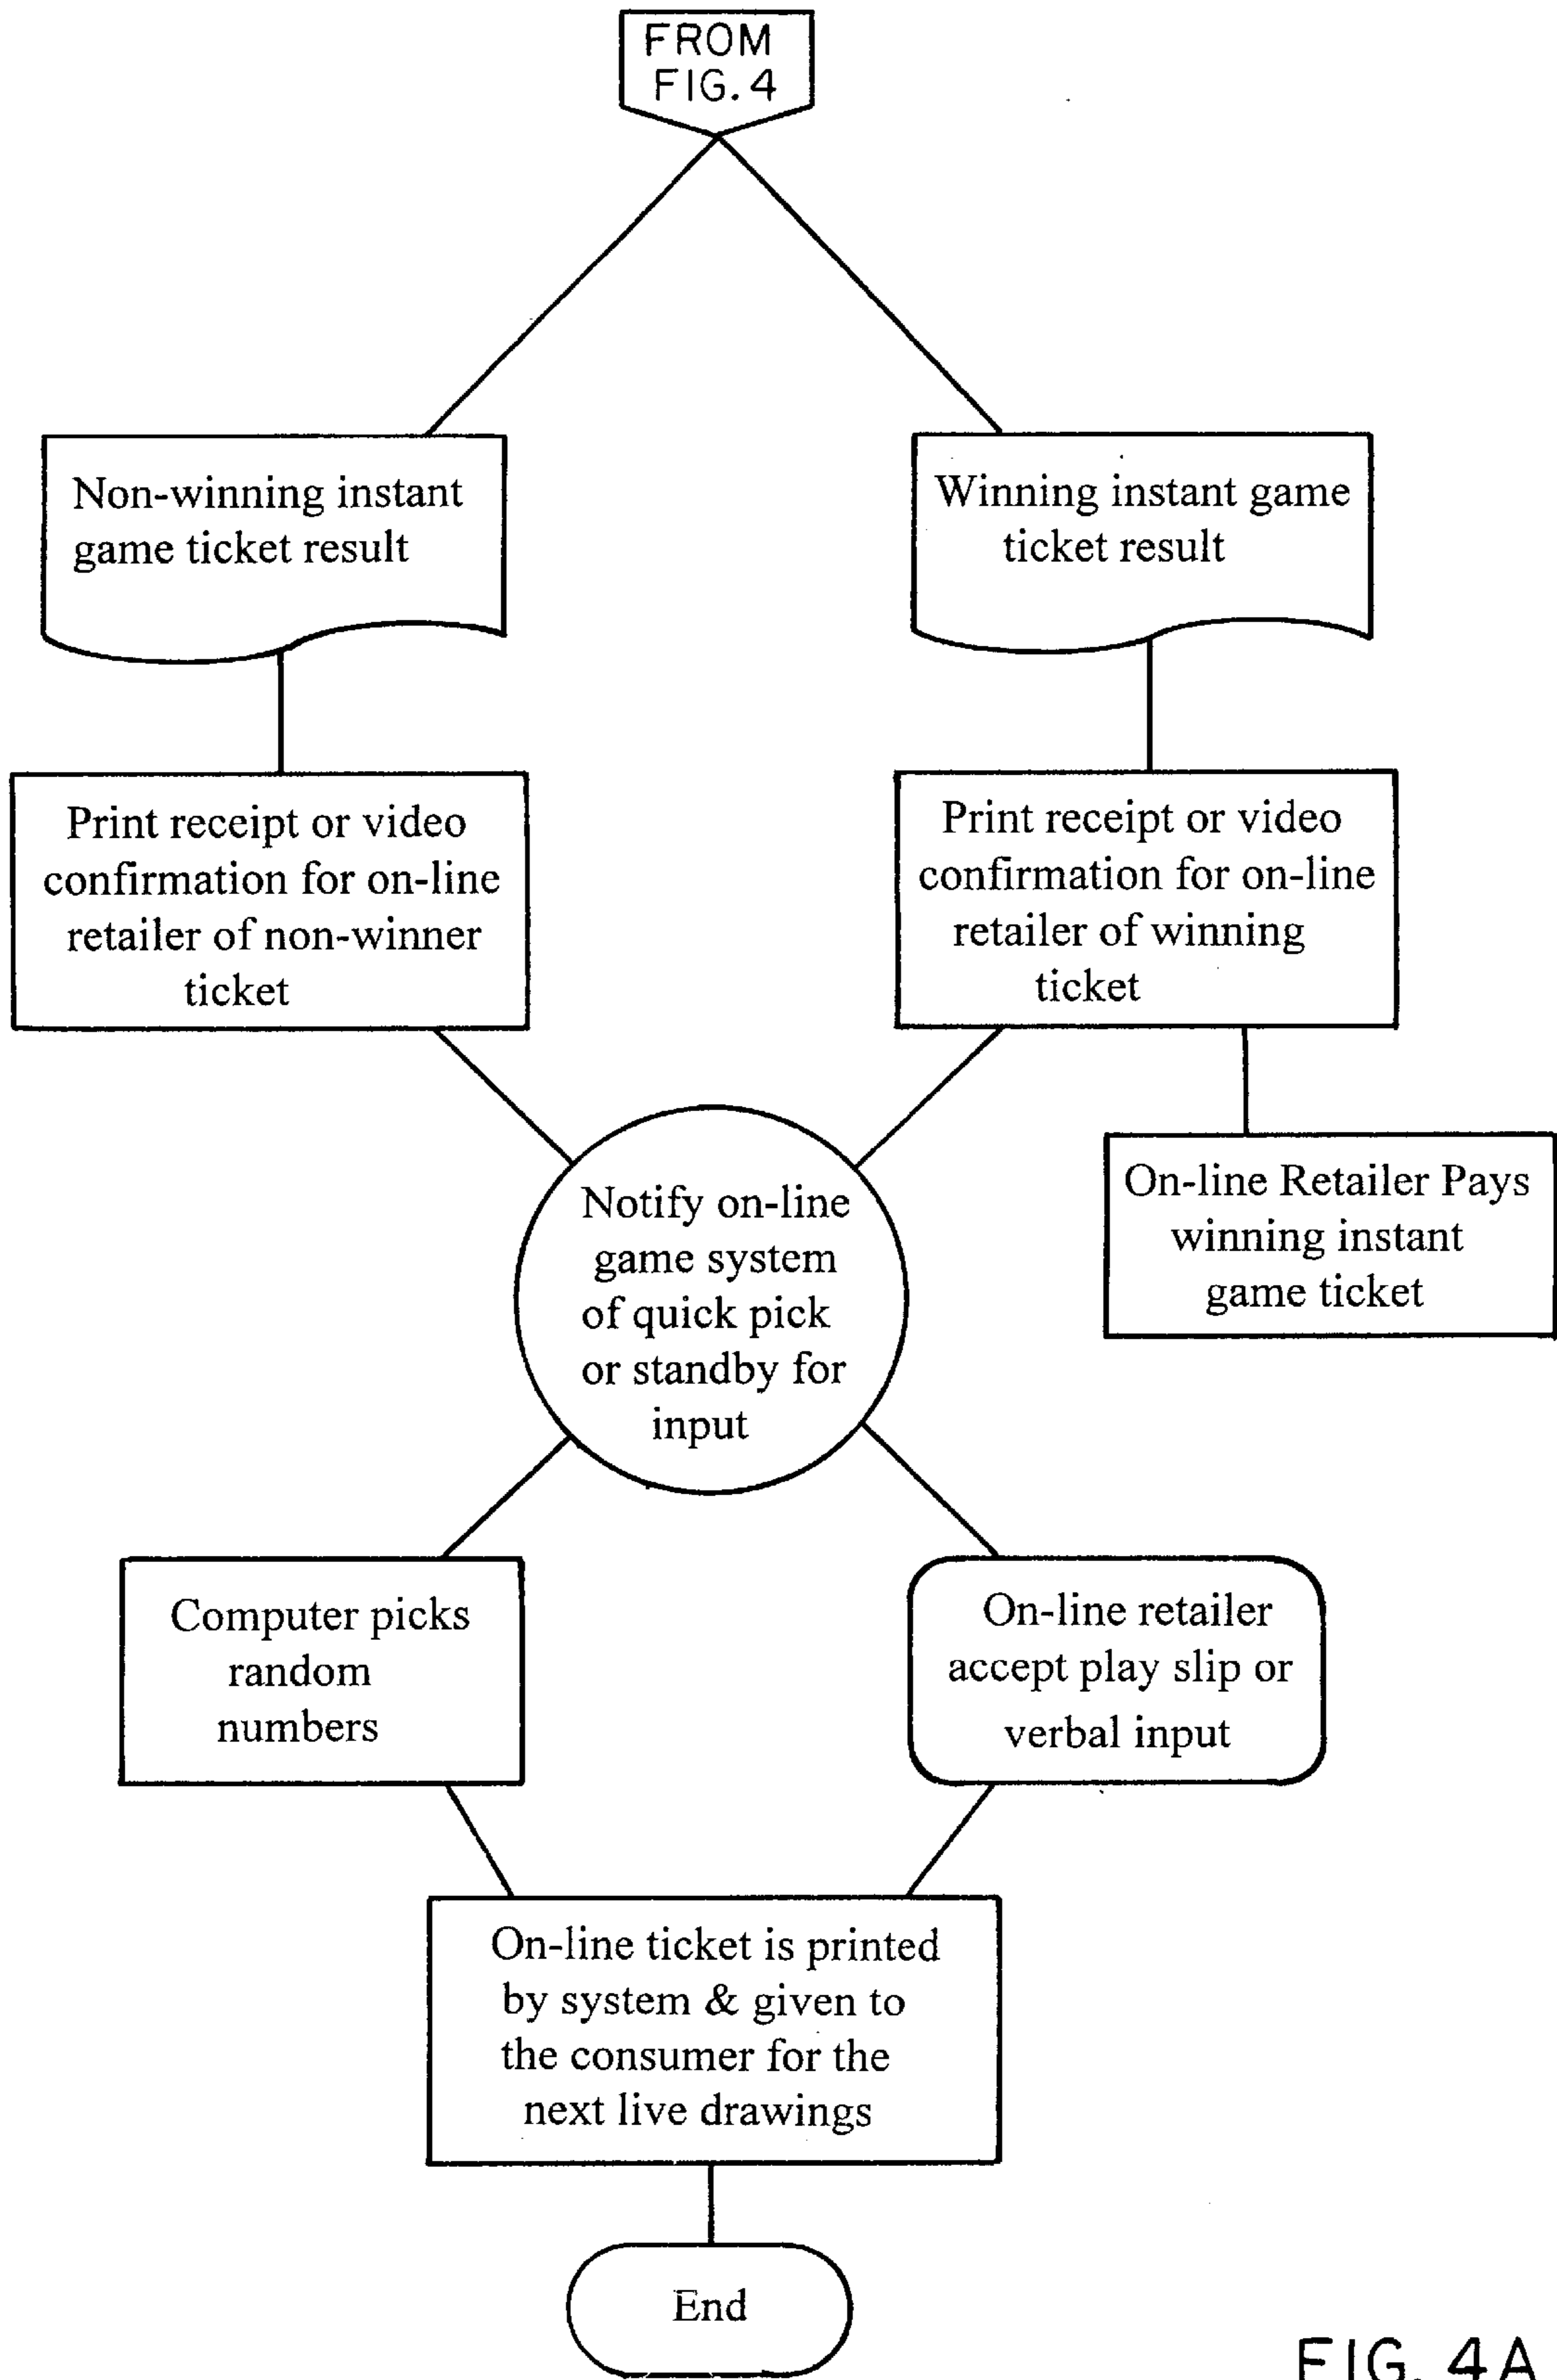 FROM
FIG. 4
Non-winning instant
game ticket result
Winning instant game
ticket result
Print receipt or video
confirmation for on-line
retailer of non-winner
ticket
Print receipt or video
confirmation for on-line
retailer of winning
ticket
Notify on-line
game system
of quick pick
or standby for
input
On-line Retailer Pays
winning instant
game ticket
Computer picks
random
numbers
On-line retailer
accept play slip or
verbal input
On-line ticket is printed
by system & given to
the consumer for the
next live drawings
End
FIG. 4A